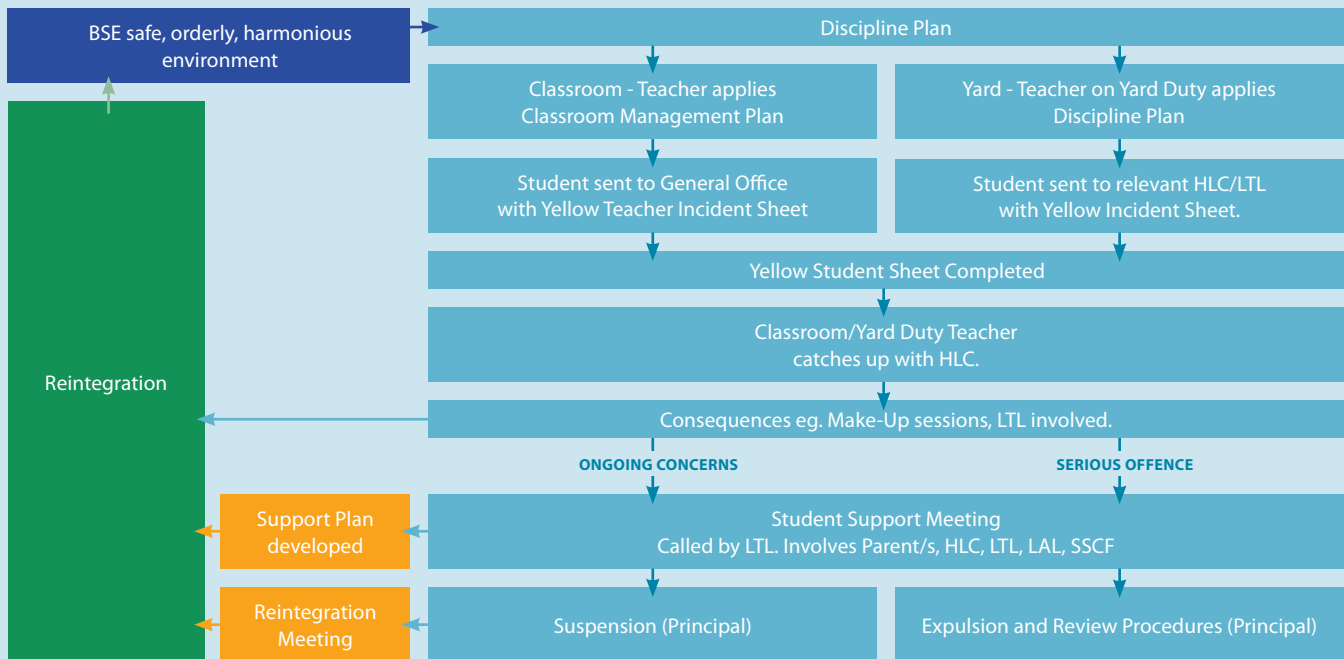 BSE safe, orderly, harmonious
environment
Discipline Plan
Classroom - Teacher applies
Classroom Management Plan
Yard - Teacher on Yard Duty applies
Discipline Plan
Student sent to General Office
with Yellow Teacher Incident Sheet
Student sent to relevant HLC/LTL
with Yellow Incident Sheet.
Yellow Student Sheet Completed
Classroom/Yard Duty Teacher
catches up with HLC.
Reintegration
Consequences eg. Make-Up sessions, LTL involved.
ONGOING CONCERNS
SERIOUS OFFENCE
Support Plan
developed
Student Support Meeting
Called by LTL. Involves Parent/s, HLC, LTL, LAL, SSCF
Reintegration
Meeting
Suspension (Principal)
Expulsion and Review Procedures (Principal)